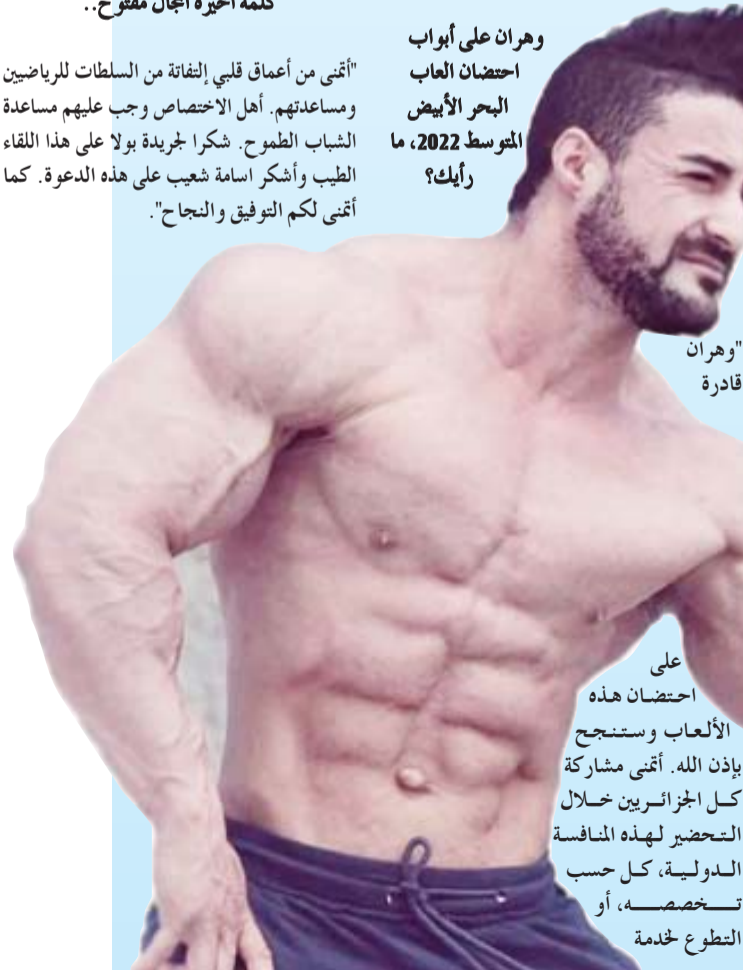 وهران على أبواب
احتضان العاب
البحر الأبيض
المتوسط 2022، ما
رأيك؟
"وهران
قادرة
على
احتضان هذه
الألعاب وستنجح
بإذن الله. أتمنى مشاركة
كل الجزائريين خلال
التحضير لهذه المنافسة
الدولية، كل حسب
تخصصه، أو
التطوع لخدمة
كلمة أخيرة المجال مفتوح..
"أتمنى من أعماق قلبي إلتفاتة من السلطات للرياضيين
ومساعدتهم. أهل الاختصاص وجب عليهم مساعدة
الشباب الطموح. شكرا لجريدة بولا على هذا اللقاء
الطيب وأشكر اسامة شعيب على هذه الدعوة. كما
أتمنى لكم التوفيق والنجاح".